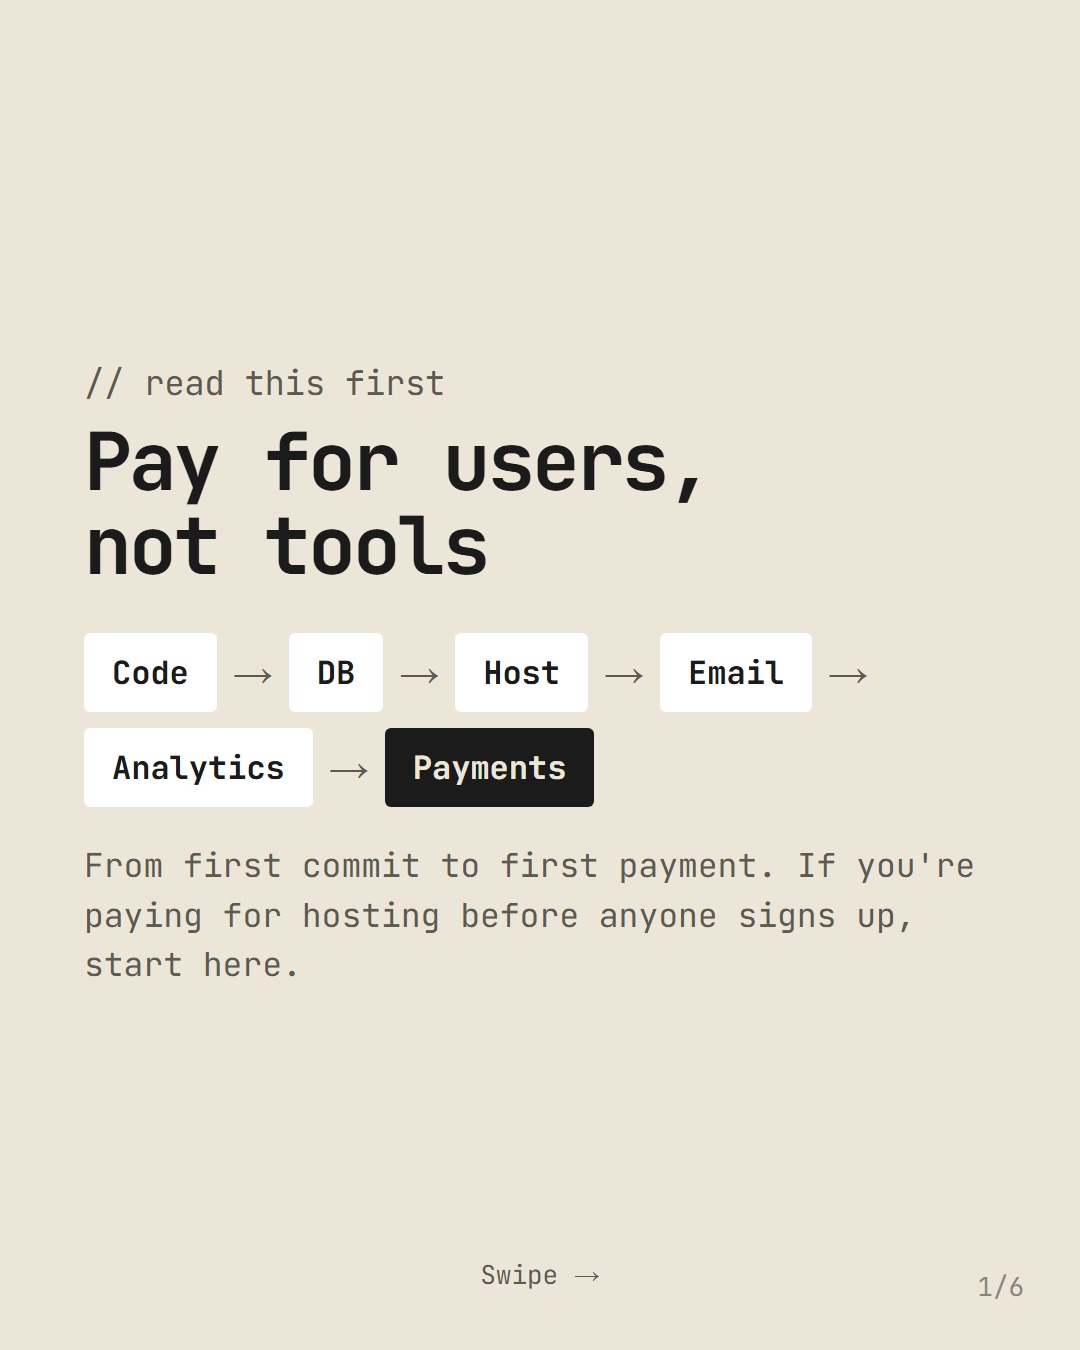 // read this first
Pay for users,
not tools
Code → DB → Host → Email →
Analytics → Payments
From first commit to first payment. If you're
paying for hosting before anyone signs up,
start here.
Swipe →
1/6